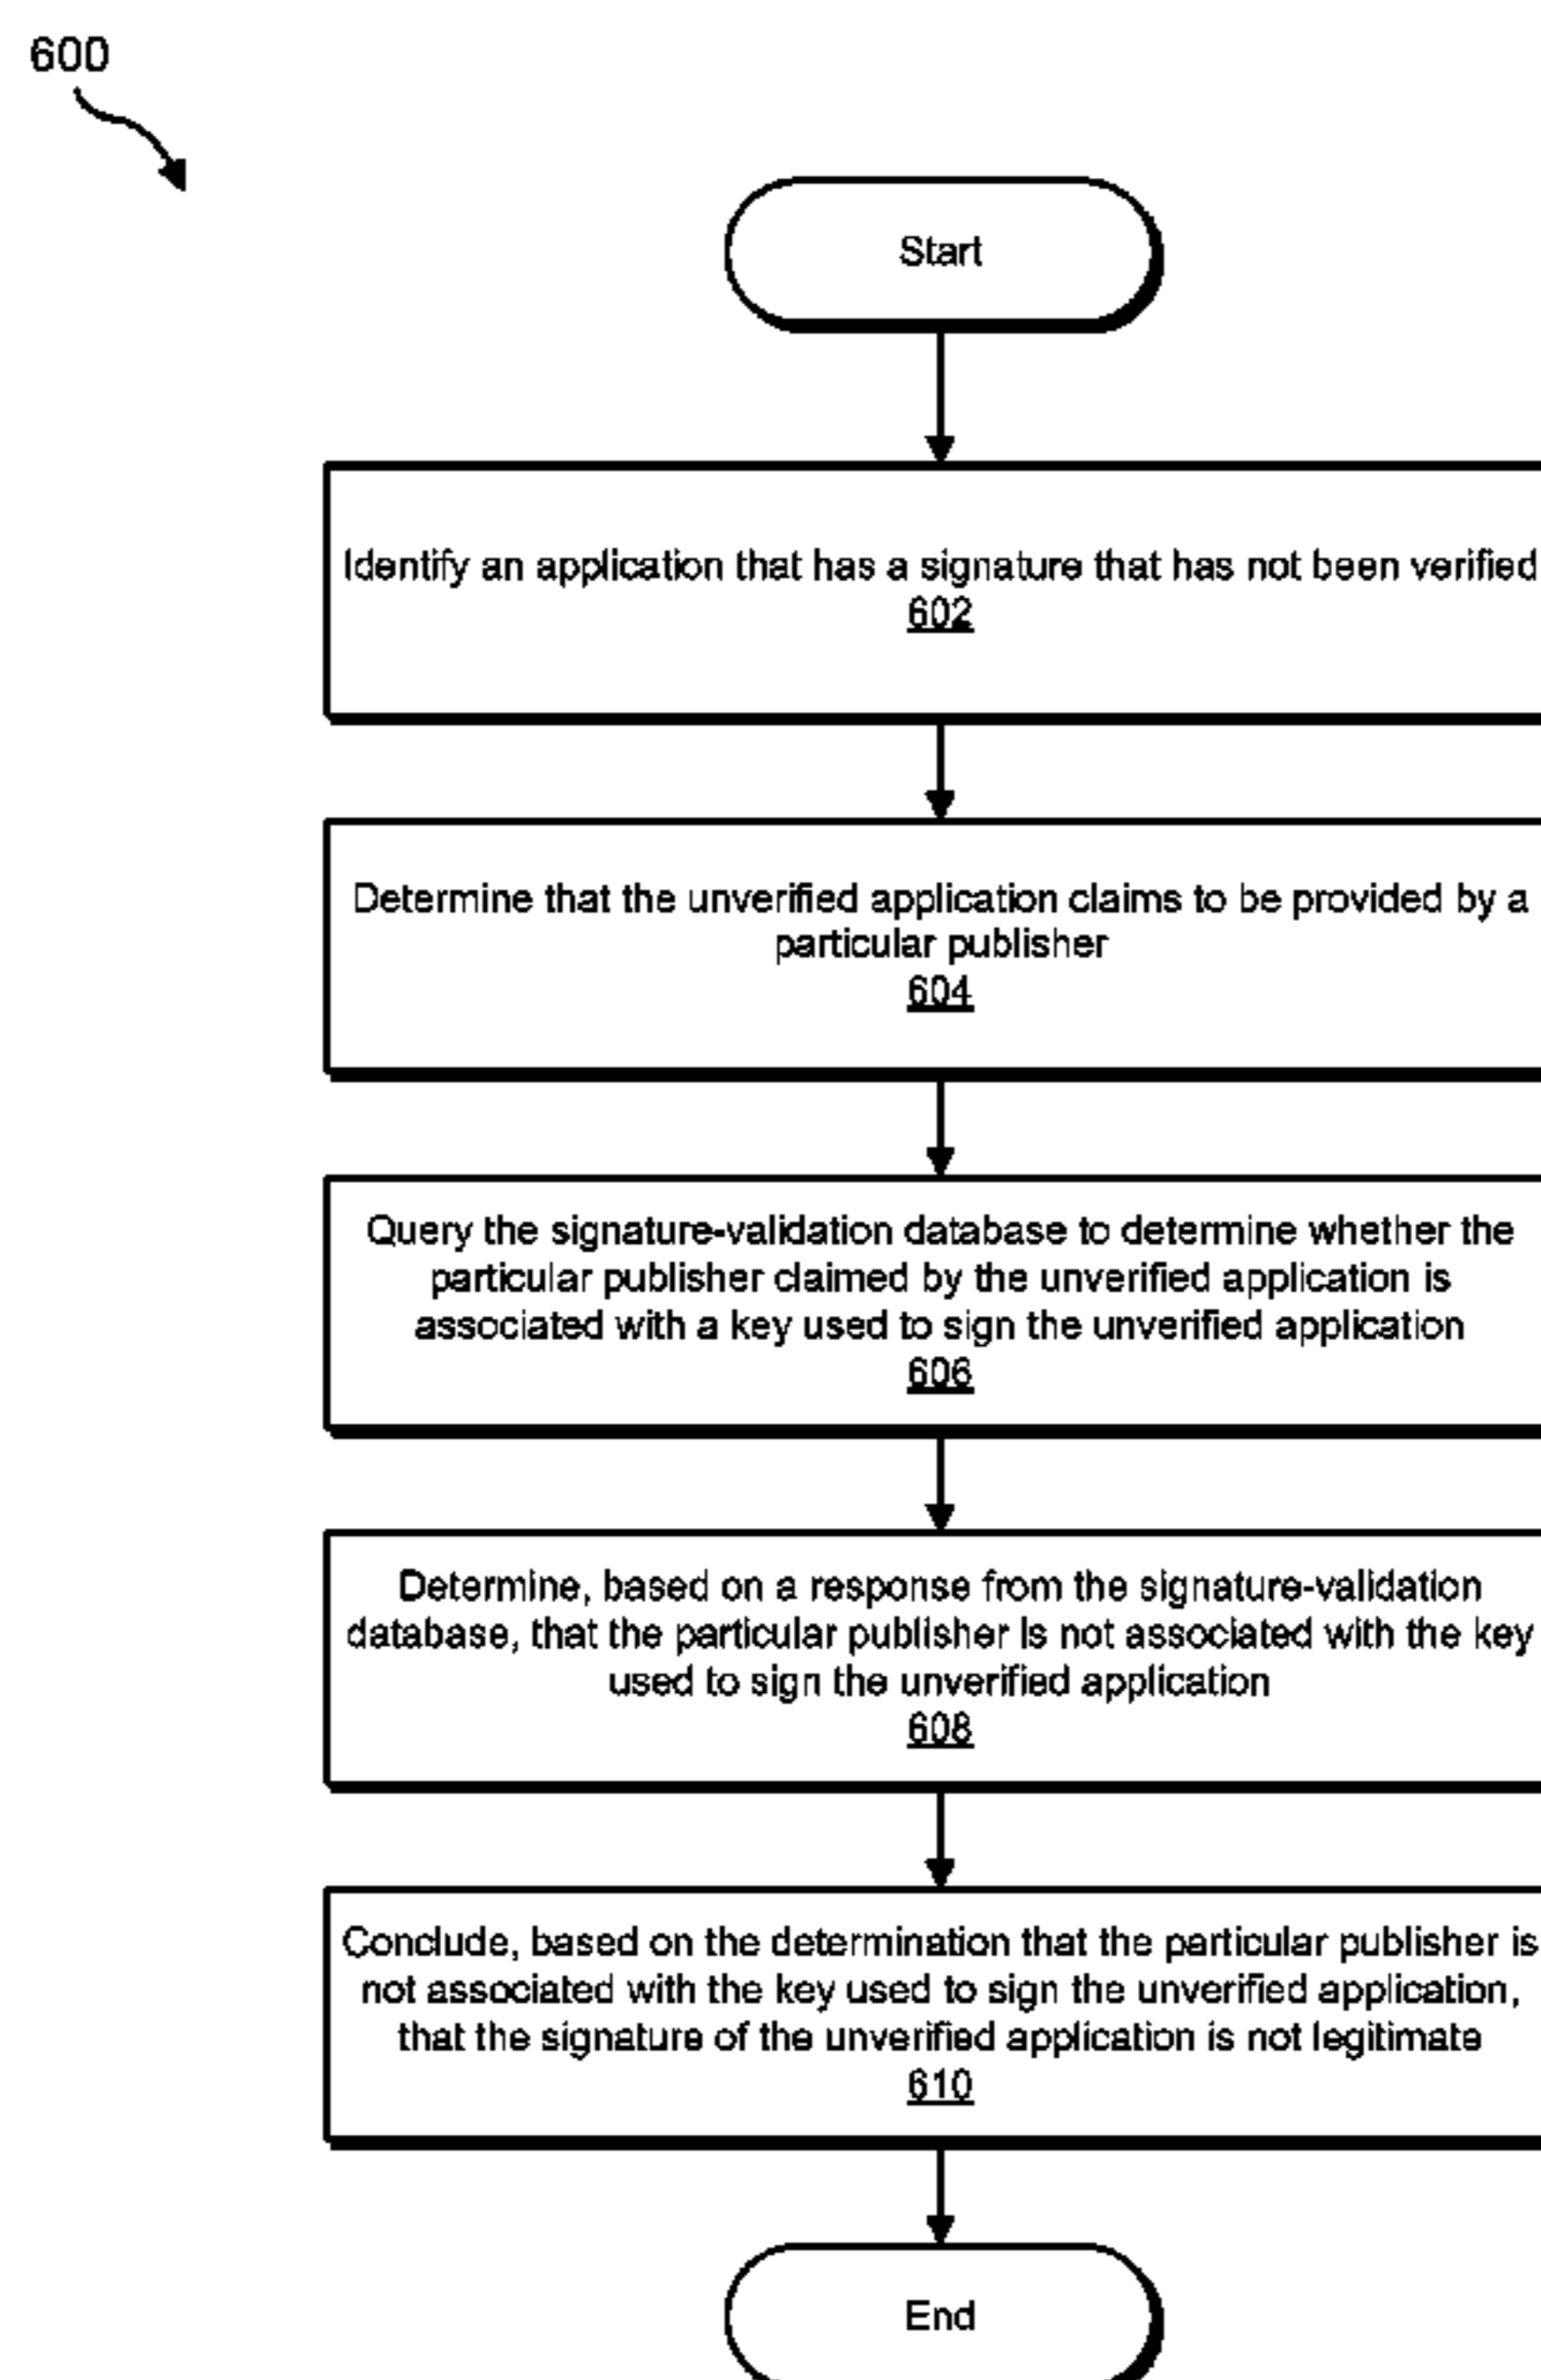 600
Start
Identify an application that has a signature that has not been verified
602
Determine that the unverified application claims to be provided by a
particular publisher
604
Query the signature-validation database to determine whether the
particular publisher claimed by the unverified application is
associated with a key used to sign the unverified application
606
Determine, based on a response from the signature-validation
database, that the particular publisher is not associated with the key
used to sign the unverified application
608
Conclude, based on the determination that the particular publisher is
not associated with the key used to sign the unverified application,
that the signature of the unverified application is not legitimate
610
End